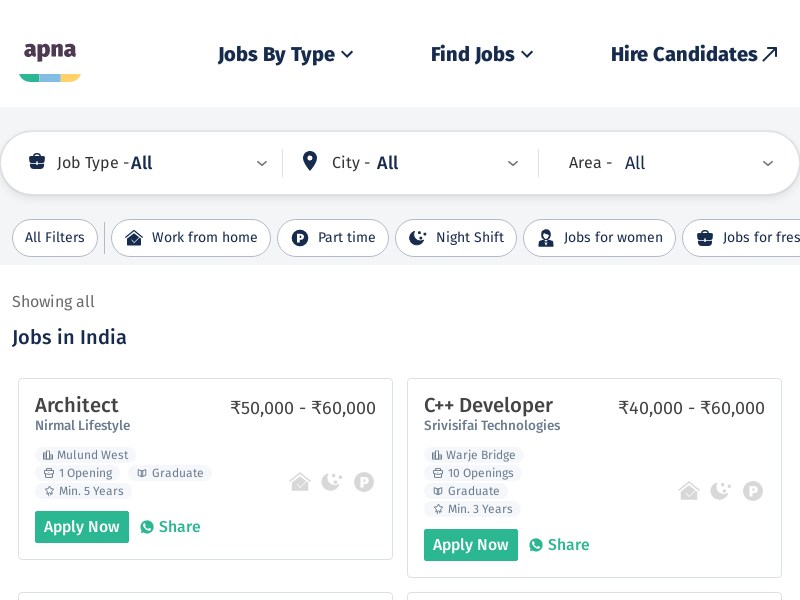 apna
Jobs By Type
Find Jobs
Hire Candidates
Job Type - All
City - All
Area - All
All Filters
Work from home
Part time
Night Shift
Jobs for women
Jobs for fres
Showing all
Jobs in India
Architect
₹50,000 - ₹60,000
Nirmal Lifestyle
Mulund West
1 Opening
Graduate
Min. 5 Years
Apply Now
Share
C++ Developer
₹40,000 - ₹60,000
Srivisifai Technologies
Warje Bridge
10 Openings
Graduate
Min. 3 Years
Apply Now
Share